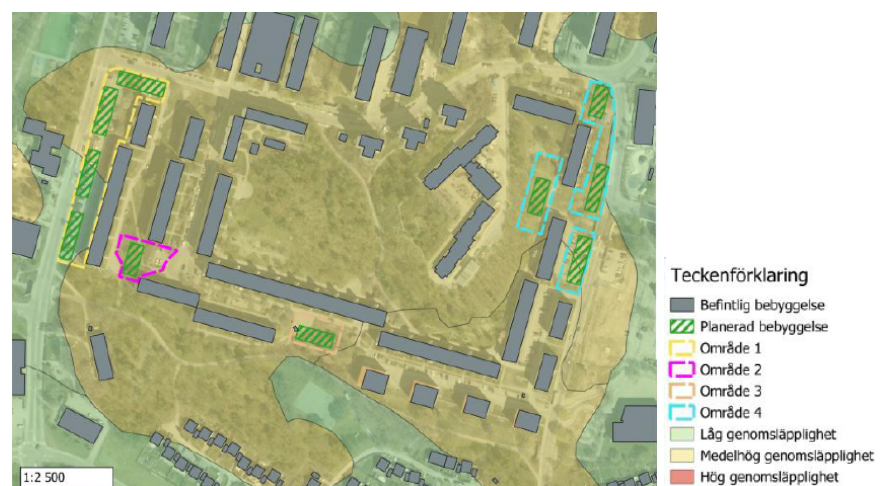 Teckenförklaring
Befintlig bebyggelse
Planerad bebyggelse
Område 1
Område 2
Område 3
Område 4
Låg genomsläpplighet
Medelhög genomsläpplighet
Hög genomsläpplighet
1:2 500